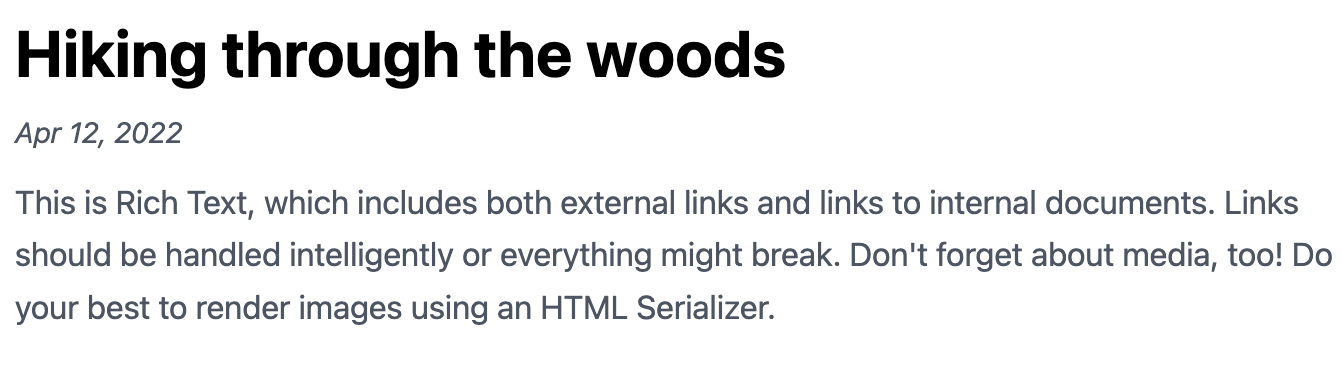 Hiking through the woods
Apr 12, 2022
This is Rich Text, which includes both external links and links to internal documents. Links
should be handled intelligently or everything might break. Don't forget about media, too! Do
your best to render images using an HTML Serializer.